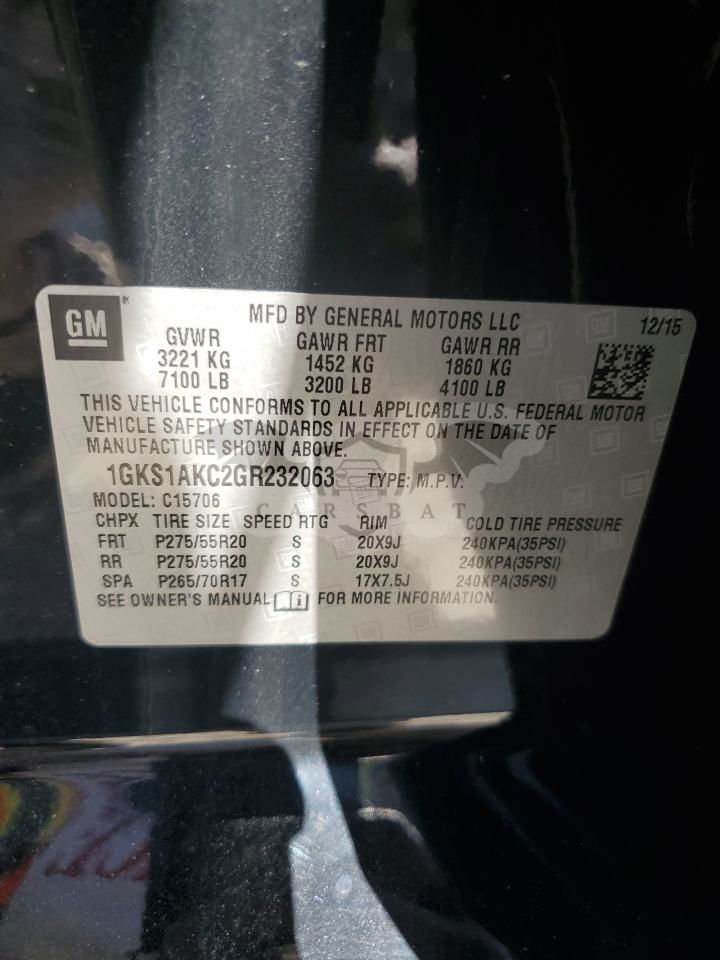 GM ®
MFD BY GENERAL MOTORS LLC 12/15
GVWR GAWR FRT GAWR RR
3221 KG 1452 KG 1860 KG
7100 LB 3200 LB 4100 LB
THIS VEHICLE CONFORMS TO ALL APPLICABLE U.S. FEDERAL MOTOR
VEHICLE SAFETY STANDARDS IN EFFECT ON THE DATE OF
MANUFACTURE SHOWN ABOVE.
1GKS1AKC2GR232063 TYPE: M.P.V.
MODEL: C15706
CARSBAT
CHPX TIRE SIZE SPEED RTG RIM COLD TIRE PRESSURE
FRT P275/55R20 S 20X9J 240KPA(35PSI)
RR P275/55R20 S 20X9J 240KPA(35PSI)
SPA P265/70R17 S 17X7.5J 240KPA(35PSI)
SEE OWNER'S MANUAL i FOR MORE INFORMATION.